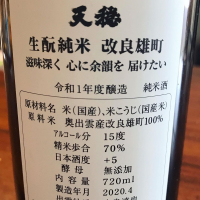 天穏
生酛純米 改良雄町
滋味深く 心に余韻を 届けたい
令和1年度醸造 純米酒
原材料名 米(国産)、米こうじ(国産米)
原料米 奥出雲産改良雄町100%
アルコール分 15度
精米歩合 70%
日本酒度 +5
酵母 無添加
内容量 720ml
製造年月 2020.4